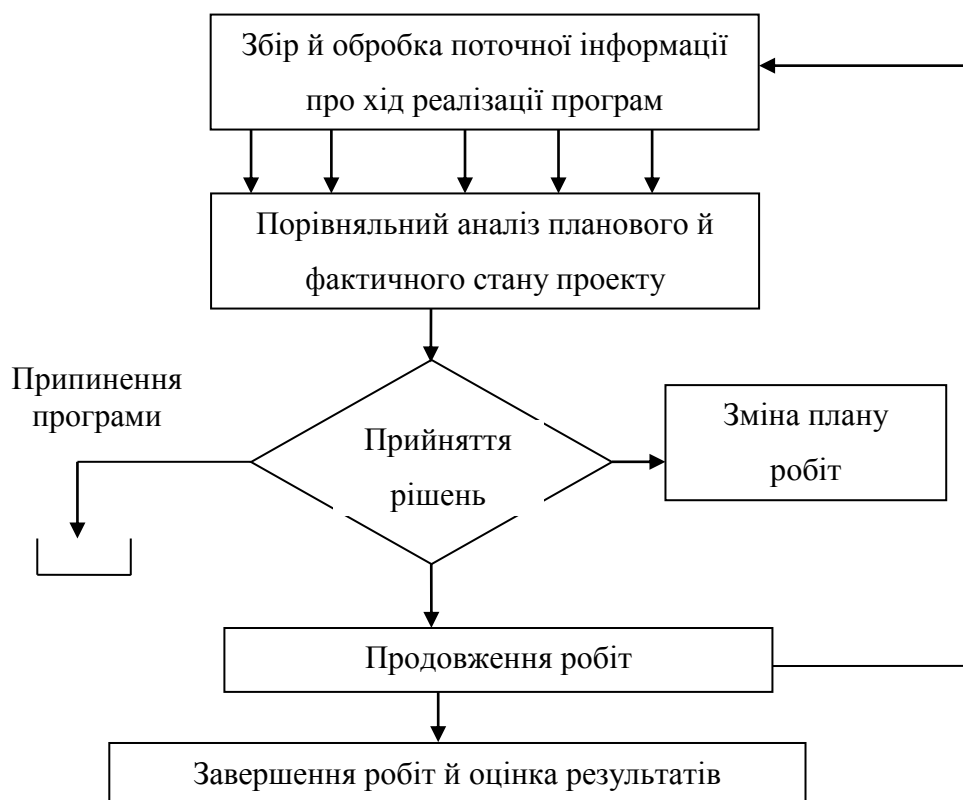 Збір й обробка поточної інформації
про хід реалізації програм
Порівняльний аналіз планового й
фактичного стану проекту
Припинення
програми
Прийняття
рішень
Зміна плану
робіт
Продовження робіт
Завершення робіт й оцінка результатів